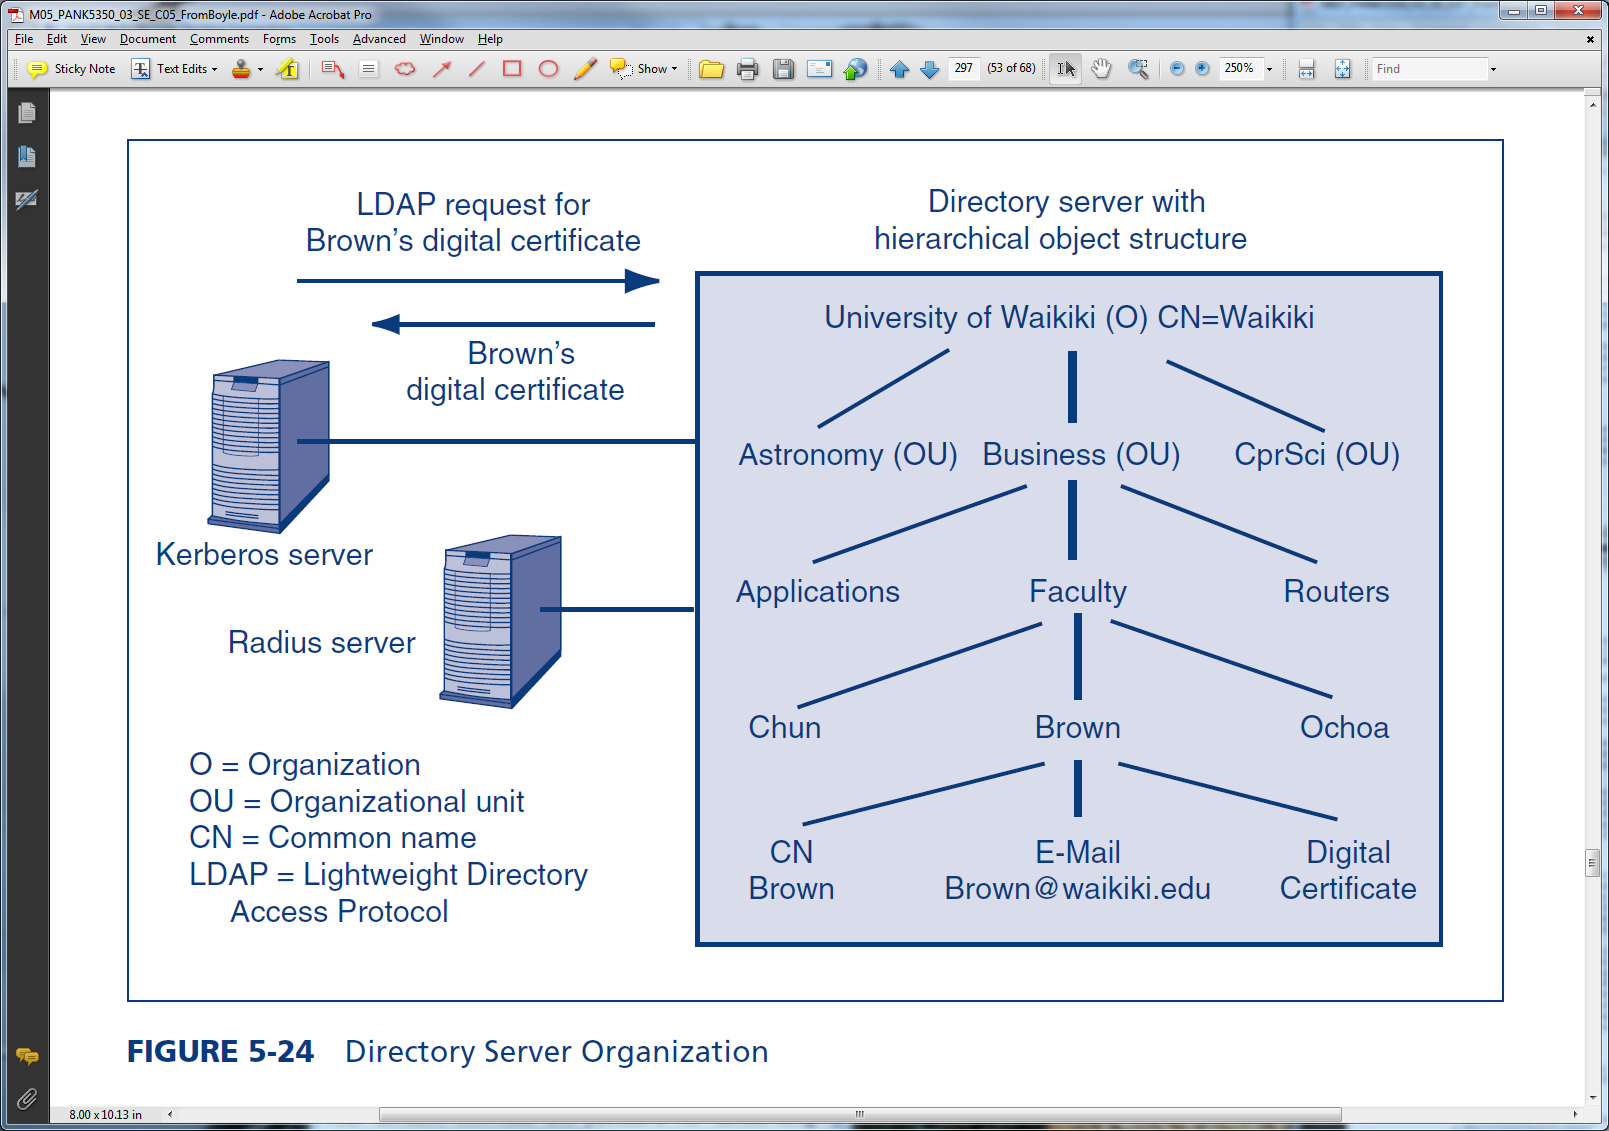 M05_PANK5350_03_SE_C05_FromBoyle.pdf - Adobe Acrobat Pro
File Edit View Document Comments Forms Tools Advanced Window Help
Sticky Note Text Edits Show 297 (53 of 68) 250% Find
LDAP request for
Brown's digital certificate
Brown's
digital certificate
Kerberos server
Radius server
O = Organization
OU = Organizational unit
CN = Common name
LDAP = Lightweight Directory
Access Protocol
Directory server with
hierarchical object structure
University of Waikiki (O) CN=Waikiki
Astronomy (OU) Business (OU) CprSci (OU)
Applications Faculty Routers
Chun Brown Ochoa
CN E-Mail Digital
Brown Brown@waikiki.edu Certificate
FIGURE 5-24 Directory Server Organization
8.00 x 10.13 in